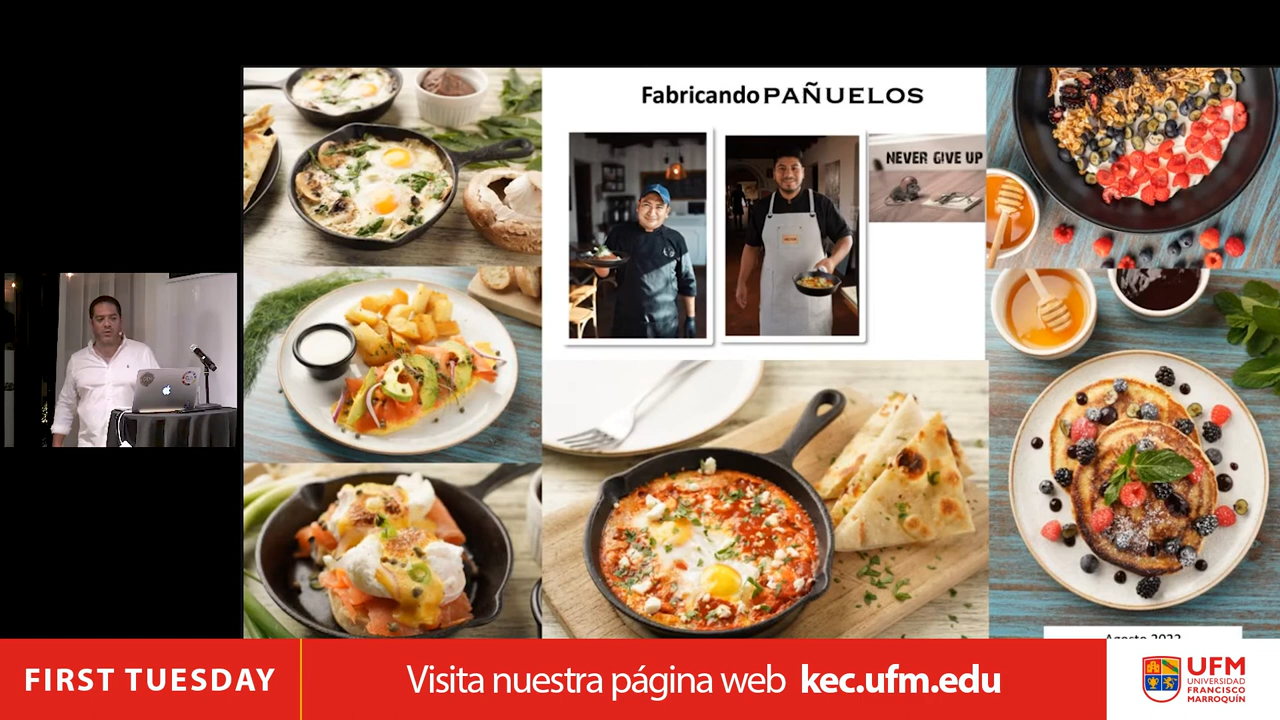 Fabricando PAÑUELOS
NEVER GIVE UP
FIRST TUESDAY
Visita nuestra página web kec.ufm.edu
UFM
UNIVERSIDAD
FRANCISCO
MARROQUÍN